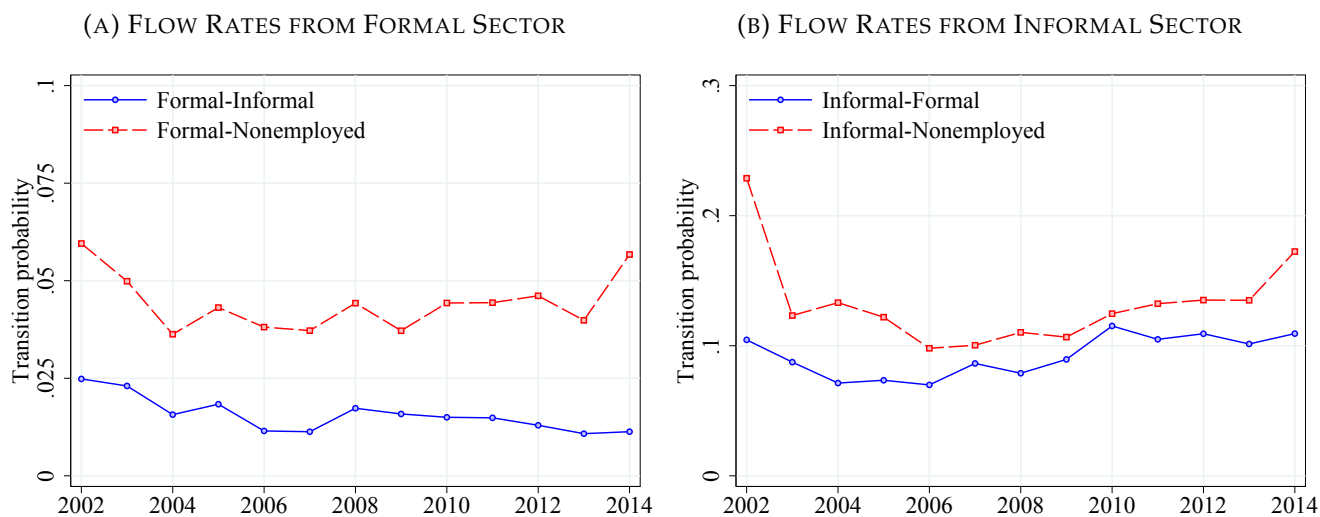 (A) FLOW RATES FROM FORMAL SECTOR
Transition probability
0 .025 .05 .075 .1
Formal-Informal
Formal-Nonemployed
2002 2004 2006 2008 2010 2012 2014
(B) FLOW RATES FROM INFORMAL SECTOR
Transition probability
0 .1 .2 .3
Informal-Formal
Informal-Nonemployed
2002 2004 2006 2008 2010 2012 2014